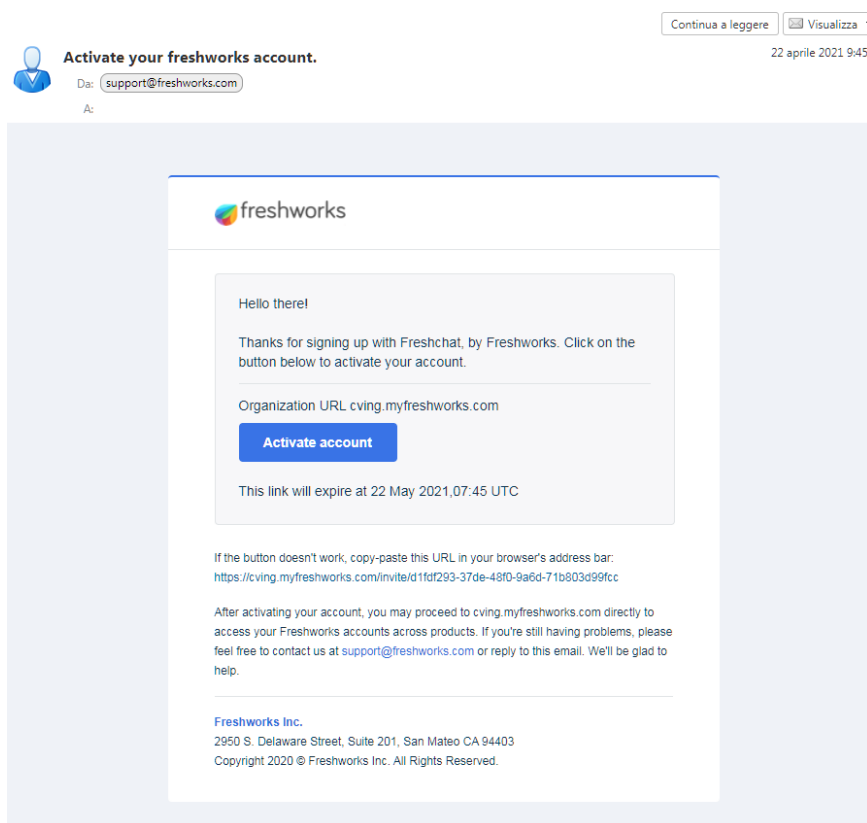 Continua a leggere
Visualizza
Activate your freshworks account.
22 aprile 2021 9:45
Da: support@freshworks.com
A:
freshworks
Hello there!
Thanks for signing up with Freshchat, by Freshworks. Click on the
button below to activate your account.
Organization URL cving.myfreshworks.com
Activate account
This link will expire at 22 May 2021,07:45 UTC
If the button doesn't work, copy-paste this URL in your browser's address bar:
https://cving.myfreshworks.com/invite/d1fdf293-37de-48f0-9a6d-71b803d99fcc
After activating your account, you may proceed to cving.myfreshworks.com directly to
access your Freshworks accounts across products. If you're still having problems, please
feel free to contact us at support@freshworks.com or reply to this email. We'll be glad to
help.
Freshworks Inc.
2950 S. Delaware Street, Suite 201, San Mateo CA 94403
Copyright 2020 © Freshworks Inc. All Rights Reserved.